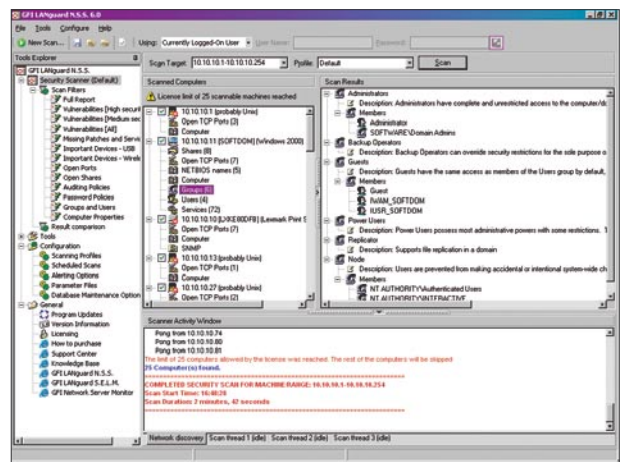 GFI LANguard N.S.S. 6.0
File Tools Configure Help
New Scan... Using: Currently Logged-On User User Name: Password:
Tools Explorer
Scan Target: 10.10.10.1-10.10.10.254 Profile: Default Scan
GFI LANguard N.S.S.
Security Scanner (Default)
Scan Filters
Full Report
Vulnerabilities [High securit
Vulnerabilities [Medium sec
Vulnerabilities [All]
Missing Patches and Servic
Important Devices - USB
Important Devices - Wirele
Open Ports
Open Shares
Auditing Policies
Password Policies
Groups and Users
Computer Properties
Result comparison
Tools
Configuration
Scanning Profiles
Scheduled Scans
Alerting Options
Parameter Files
Database Maintenance Option
General
Program Updates
Version Information
Licensing
How to purchase
Support Center
Knowledge Base
GFI LANguard N.S.S.
GFI LANguard S.E.L.M.
GFI Network Server Monitor
Scanned Computers
License limit of 25 scannable machines reached
10.10.10.1 (probably Unix)
Open TCP Ports (3)
Computer
10.10.10.11 [SOFTDOM] (Windows 2000)
Shares (8)
Open TCP Ports (7)
NETBIOS names (5)
Computer
Groups (6)
Users (4)
Services (72)
10.10.10.10 [LXKE80DFB] (Lexmark Print S
Open TCP Ports (7)
Computer
SNMP
10.10.10.13 (probably Unix)
Open TCP Ports (1)
Computer
10.10.10.27 (probably Unix)
Open TCP Ports (2)
Scan Results
Administrators
Description: Administrators have complete and unrestricted access to the computer/do
Members
Administrator
SOFTWARE\Domain Admins
Backup Operators
Description: Backup Operators can override security restrictions for the sole purpose o
Guests
Description: Guests have the same access as members of the Users group by default,
Members
Guest
IWAM_SOFTDOM
IUSR_SOFTDOM
Power Users
Description: Power Users possess most administrative powers with some restrictions. T
Replicator
Description: Supports file replication in a domain
Node
Description: Users are prevented from making accidental or intentional system-wide ch
Members
NT AUTHORITY\Authenticated Users
NT AUTHORITY\INTERACTIVE
Scanner Activity Window
Pong from 10.10.10.74
Pong from 10.10.10.80
Pong from 10.10.10.81
The limit of 25 computers allowed by the license was reached. The rest of the computers will be skipped
25 Computer(s) found.
COMPLETED SECURITY SCAN FOR MACHINE RANGE: 10.10.10.1-10.10.10.254
Scan Start Time: 16:40:28
Scan Duration: 7 minutes, 47 seconds
Network discovery Scan thread 1 (idle) Scan thread 2 (idle) Scan thread 3 (idle)